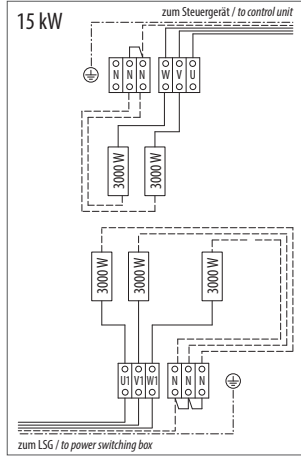 15 kW
zum Steuergerät / to control unit
N N N W V U
3000 W 3000 W
3000 W 3000 W 3000 W
U1 V1 W1 N N N
zum LSG / to power switching box